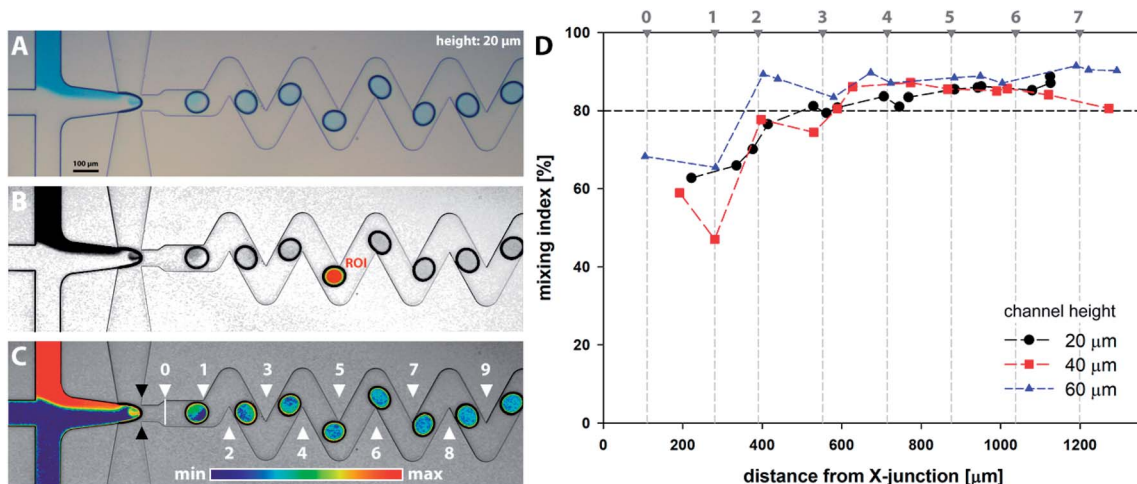 A
height: 20 µm
100 µm
B
ROI
C
0 1 3 5 7 9
2 4 6 8
min max
D
0 1 2 3 4 5 6 7
100
80
60
40
20
0
mixing index [%]
0 200 400 600 800 1000 1200
distance from X-junction [µm]
channel height
20 µm
40 µm
60 µm